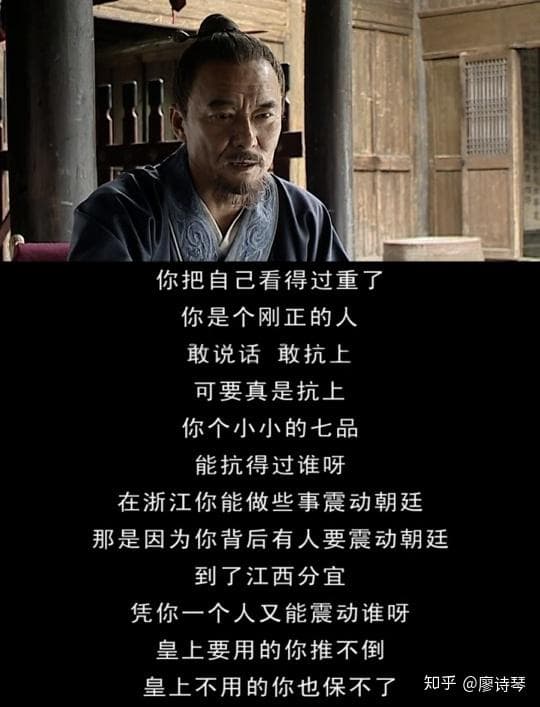 你把自己看得过重了
你是个刚正的人
敢说话 敢抗上
可要真是抗上
你个小小的七品
能抗得过谁呀
在浙江你能做些事震动朝廷
那是因为你背后有人要震动朝廷
到了江西分宜
凭你一个人又能震动谁呀
皇上要用的你推不倒
皇上不用的你也保不了
知乎 @廖诗琴